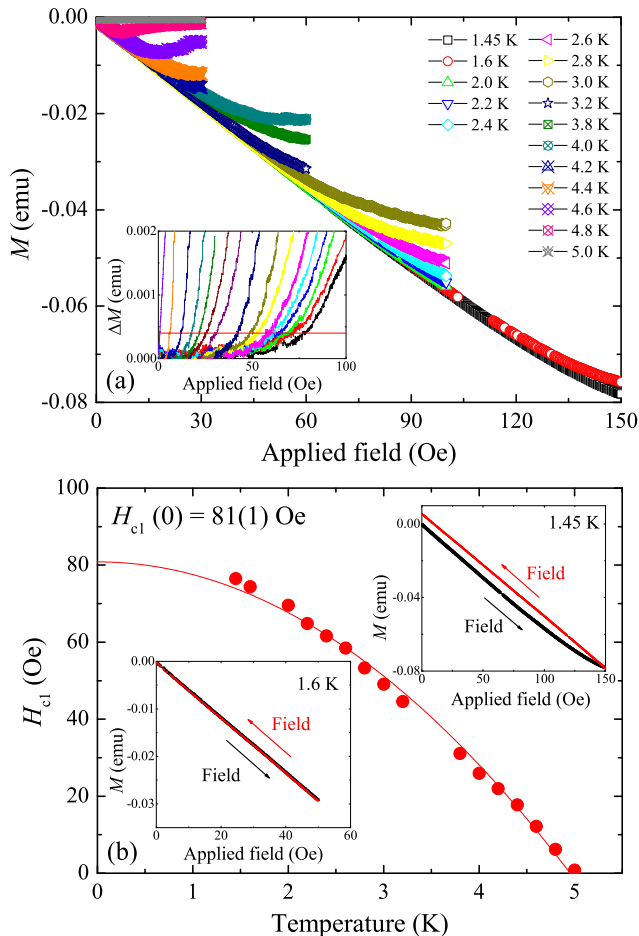 0.00
-0.02
-0.04
-0.06
-0.08
M (emu)
1.45 K
1.6 K
2.0 K
2.2 K
2.4 K
2.6 K
2.8 K
3.0 K
3.2 K
3.8 K
4.0 K
4.2 K
4.4 K
4.6 K
4.8 K
5.0 K
0.002
0.001
0.000
ΔM (emu)
0 50 100
Applied field (Oe)
(a)
0 30 60 90 120 150
Applied field (Oe)
100
80
60
40
20
0
Hc1 (Oe)
Hc1 (0) = 81(1) Oe
0.00
-0.04
-0.08
M (emu)
1.45 K
Field
Field
0 50 100 150
Applied field (Oe)
0.00
-0.01
-0.02
-0.03
M (emu)
1.6 K
Field
Field
0 20 40 60
Applied field (Oe)
(b)
0 1 2 3 4 5
Temperature (K)